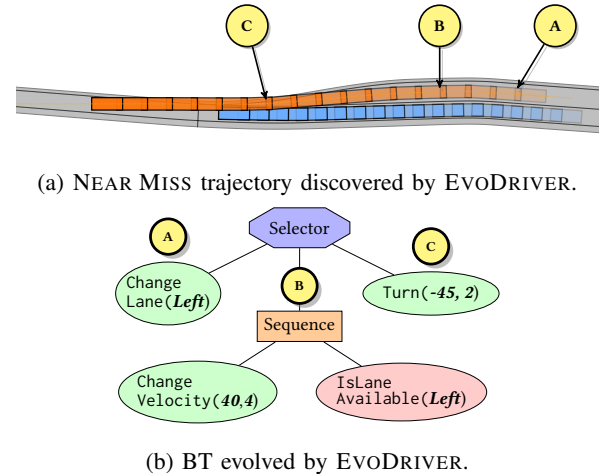 C
B
A
(a) NEAR MISS trajectory discovered by EVODRIVER.
A
Selector
C
Change
Lane(Left)
B
Turn(-45, 2)
Sequence
Change
Velocity(40,4)
IsLane
Available(Left)
(b) BT evolved by EVODRIVER.